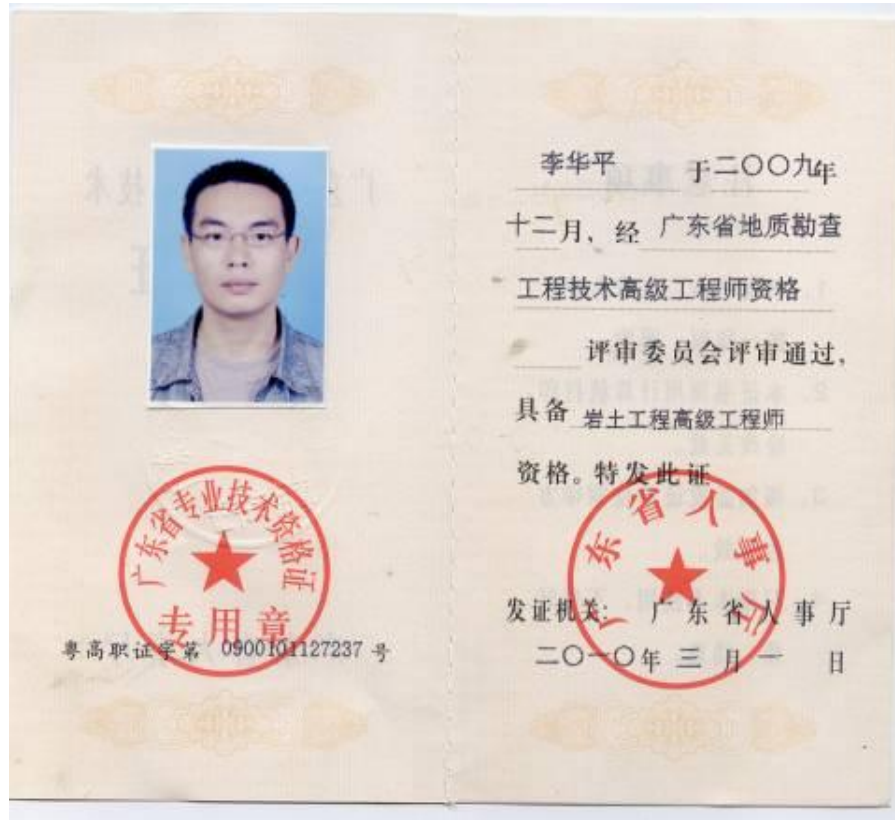 广东省专业技术资格证
专用章
粤高职证字第 0900101127237 号
李华平 于二〇〇九年
十二月、经 广东省地质勘查
工程技术高级工程师资格
评审委员会评审通过,
具备 岩土工程高级工程师
资格。特发此证
广东省人事厅
发证机关: 广东省人事厅
二〇一〇年 三 月 一 日